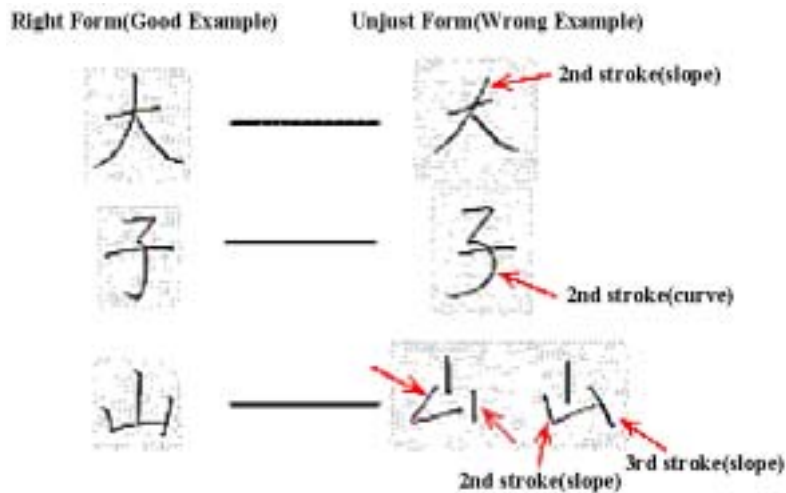 Right Form(Good Example) Unjust Form(Wrong Example)
大 大 2nd stroke(slope)
子 子
2nd stroke(curve)
山 山 山
2nd stroke(slope) 3rd stroke(slope)